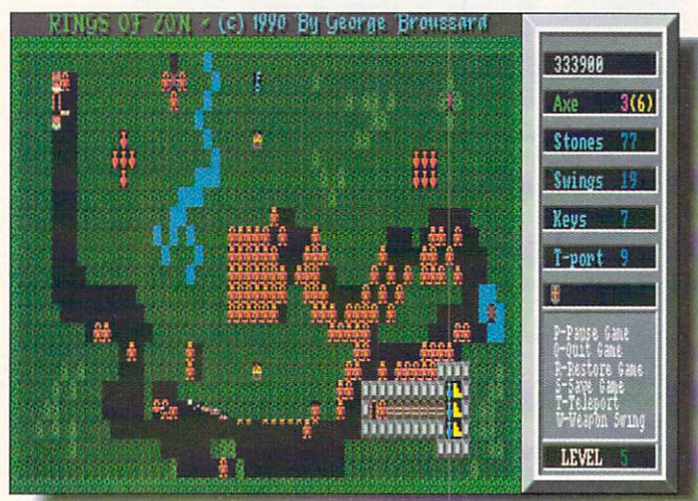 RINGS OF ZON - (c) 1990 By George Broussard
333900
Axe 3(6)
Stones 77
Swings 19
Keys 7
T-port 9
P-Pause Game
Q-Quit Game
R-Restore Game
S-Save Game
T-Teleport
W-Weapon Swing
LEVEL 5